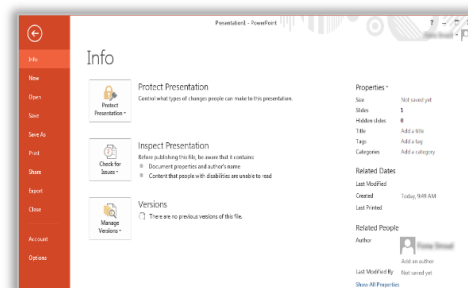 Presentation1 - PowerPoint
?
Info
New
Open
Save
Save As
Print
Share
Export
Close
Account
Options
Info
Protect Presentation
Control what types of changes people can make to this presentation.
Protect
Presentation
Inspect Presentation
Before publishing this file, be aware that it contains:
Document properties and author's name
Content that people with disabilities are unable to read
Check for
Issues
Versions
There are no previous versions of this file.
Manage
Versions
Properties
Size Not saved yet
Slides 1
Hidden slides 0
Title Add a title
Tags Add a tag
Categories Add a category
Related Dates
Last Modified
Created Today, 9:49 AM
Last Printed
Related People
Author
Add an author
Last Modified By Not saved yet
Show All Properties